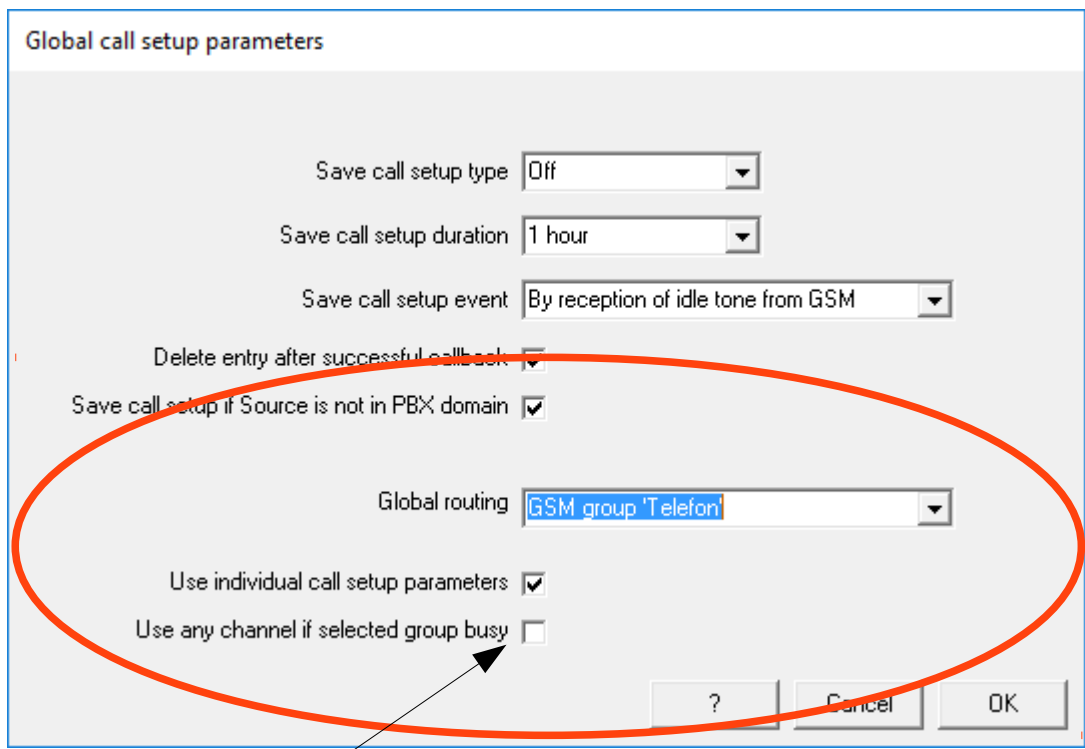 Global call setup parameters
Save call setup type Off
Save call setup duration 1 hour
Save call setup event By reception of idle tone from GSM
Delete entry after successful callback
Save call setup if Source is not in PBX domain
Global routing GSM group 'Telefon'
Use individual call setup parameters
Use any channel if selected group busy
? Cancel OK